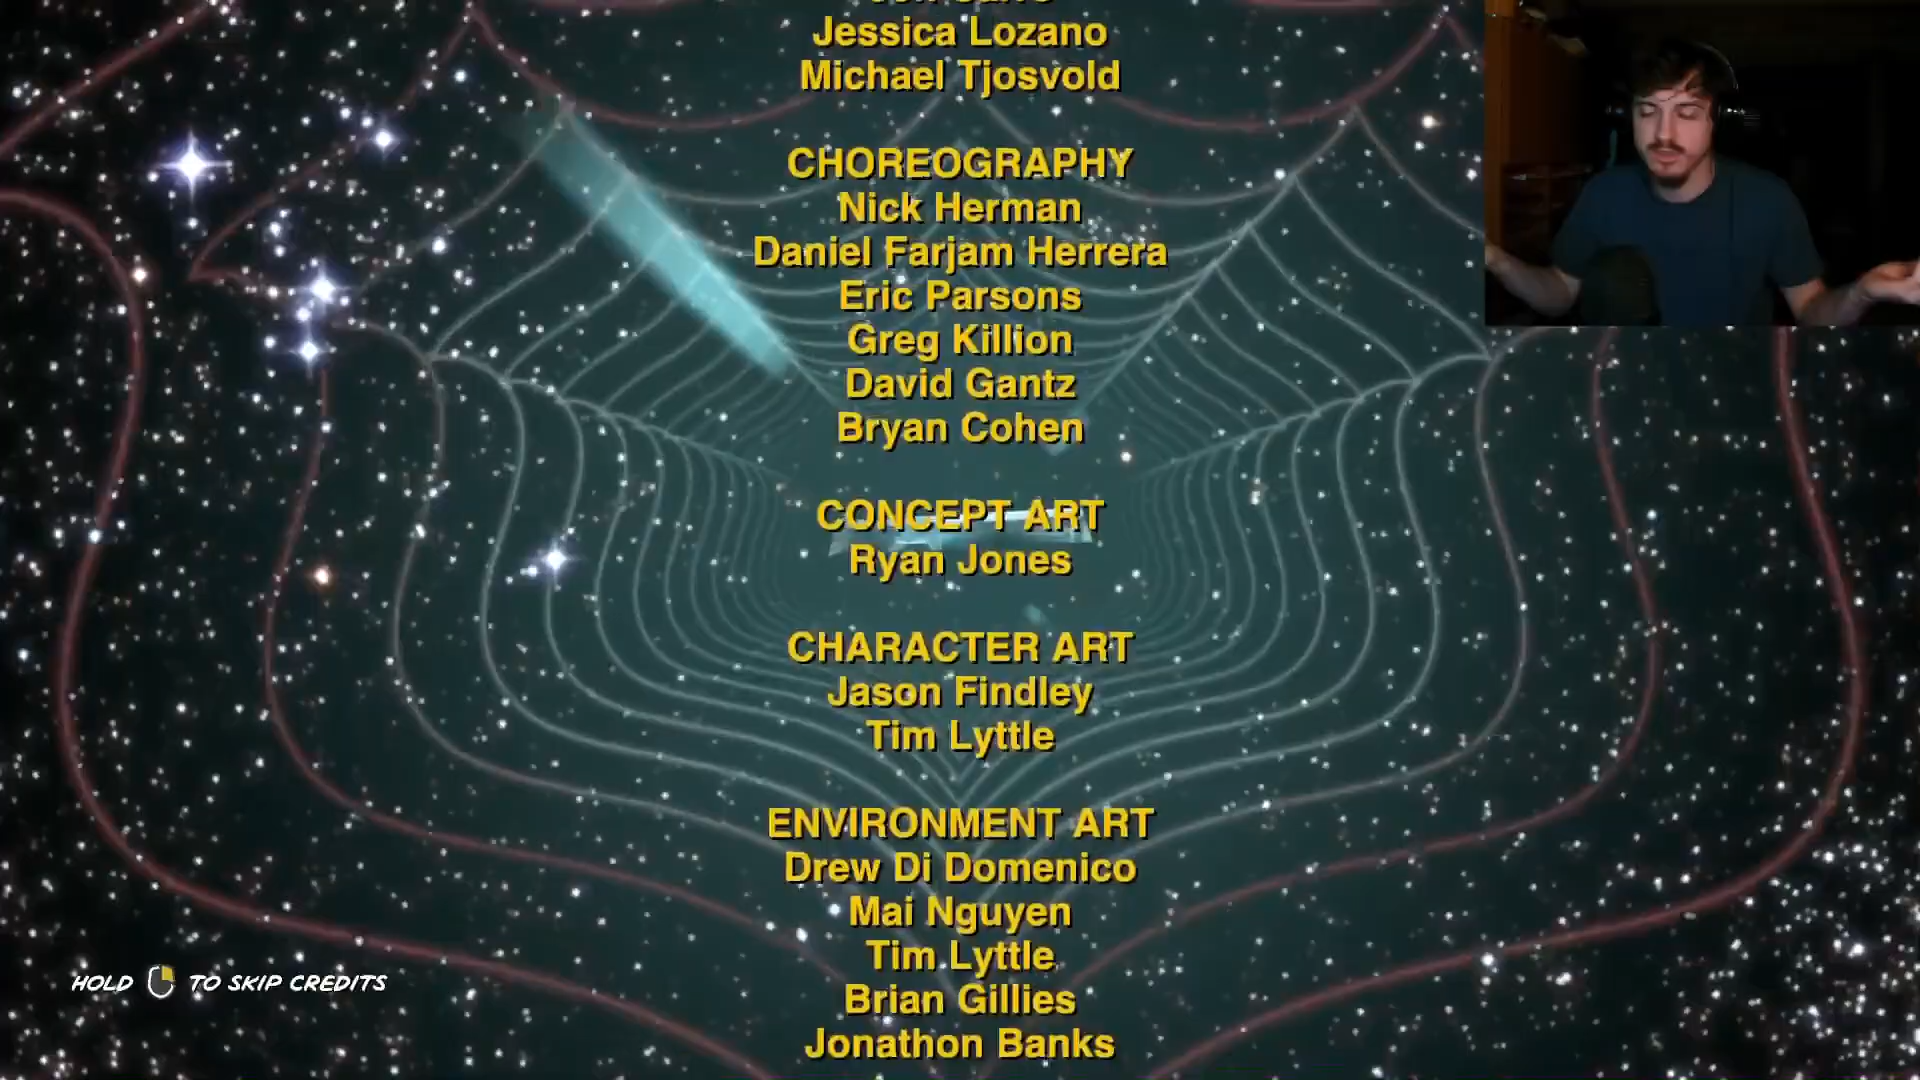 Jessica Lozano
Michael Tjosvold
CHOREOGRAPHY
Nick Herman
Daniel Farjam Herrera
Eric Parsons
Greg Killion
David Gantz
Bryan Cohen
CONCEPT ART
Ryan Jones
CHARACTER ART
Jason Findley
Tim Lyttle
ENVIRONMENT ART
Drew Di Domenico
Mai Nguyen
Tim Lyttle
Brian Gillies
Jonathon Banks
HOLD TO SKIP CREDITS